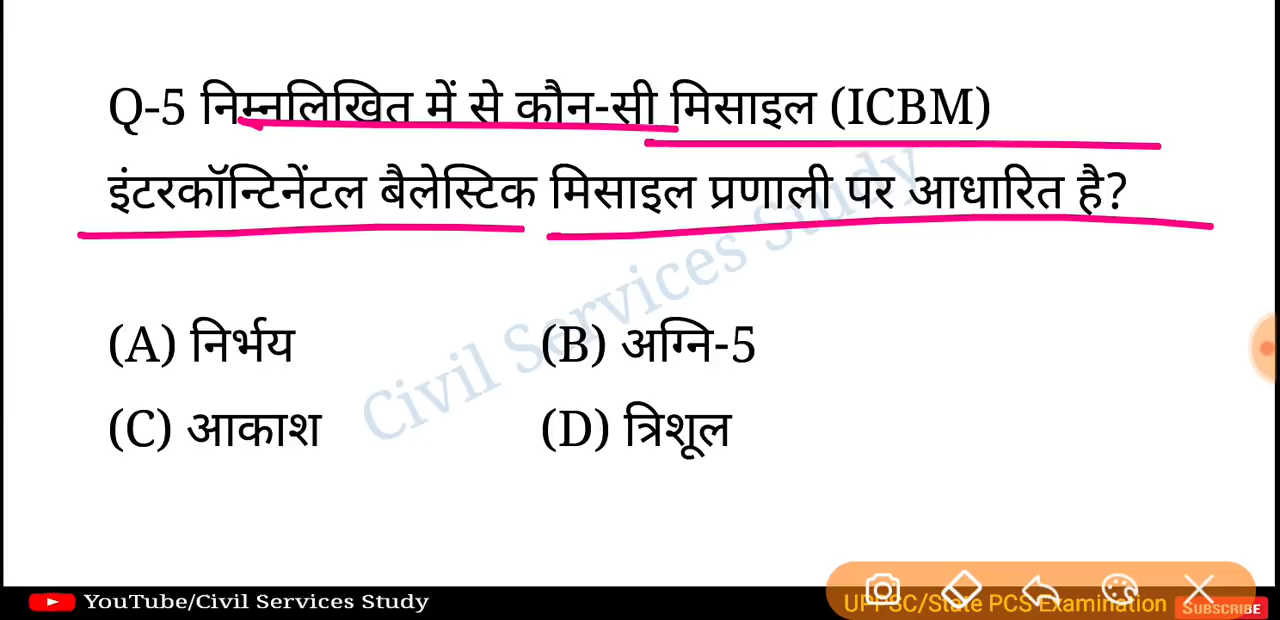 Q-5 निम्नलिखित में से कौन-सी मिसाइल (ICBM)
इंटरकॉन्टिनेंटल बैलेस्टिक मिसाइल प्रणाली पर आधारित है?
Civil Services Study
(A) निर्भय (B) अग्नि-5
(C) आकाश (D) त्रिशूल
YouTube/Civil Services Study
UPPSC/State PCS Examination
SUBSCRIBE